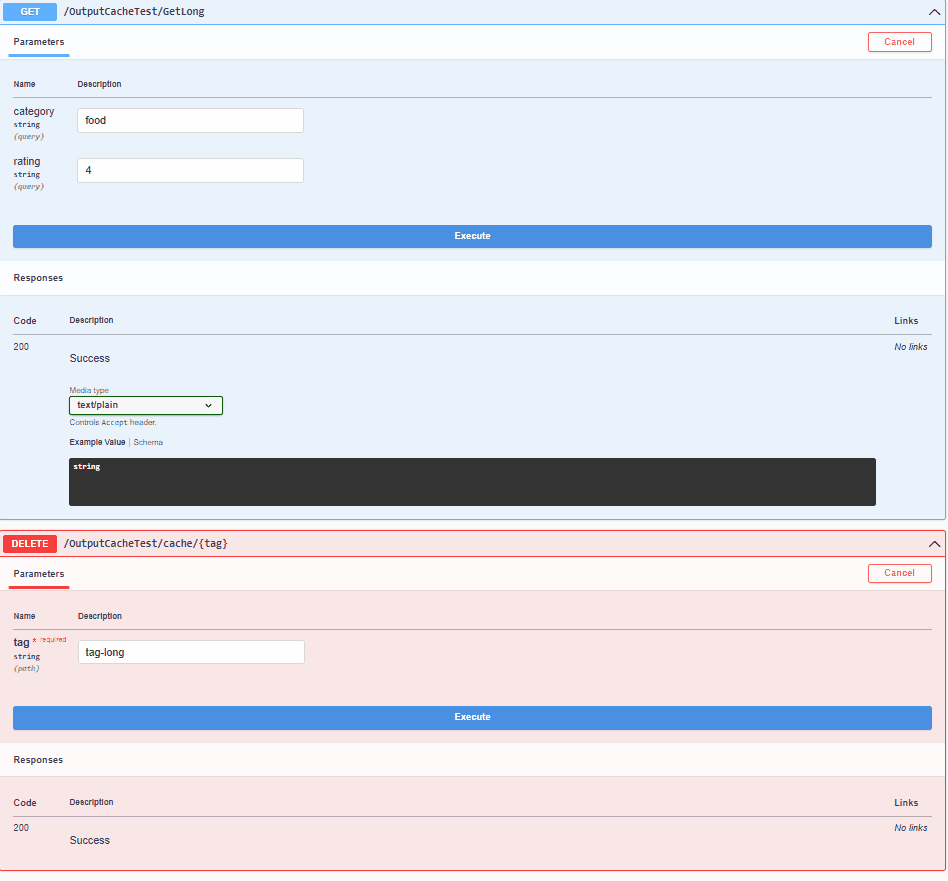 GET /OutputCacheTest/GetLong
Parameters Cancel
Name Description
category food
string
(query)
rating 4
string
(query)
Execute
Responses
Code Description Links
200 No links
Success
Media type
text/plain
Controls Accept header.
Example Value | Schema
string
DELETE /OutputCacheTest/cache/{tag}
Parameters Cancel
Name Description
tag * required tag-long
string
(path)
Execute
Responses
Code Description Links
200 No links
Success